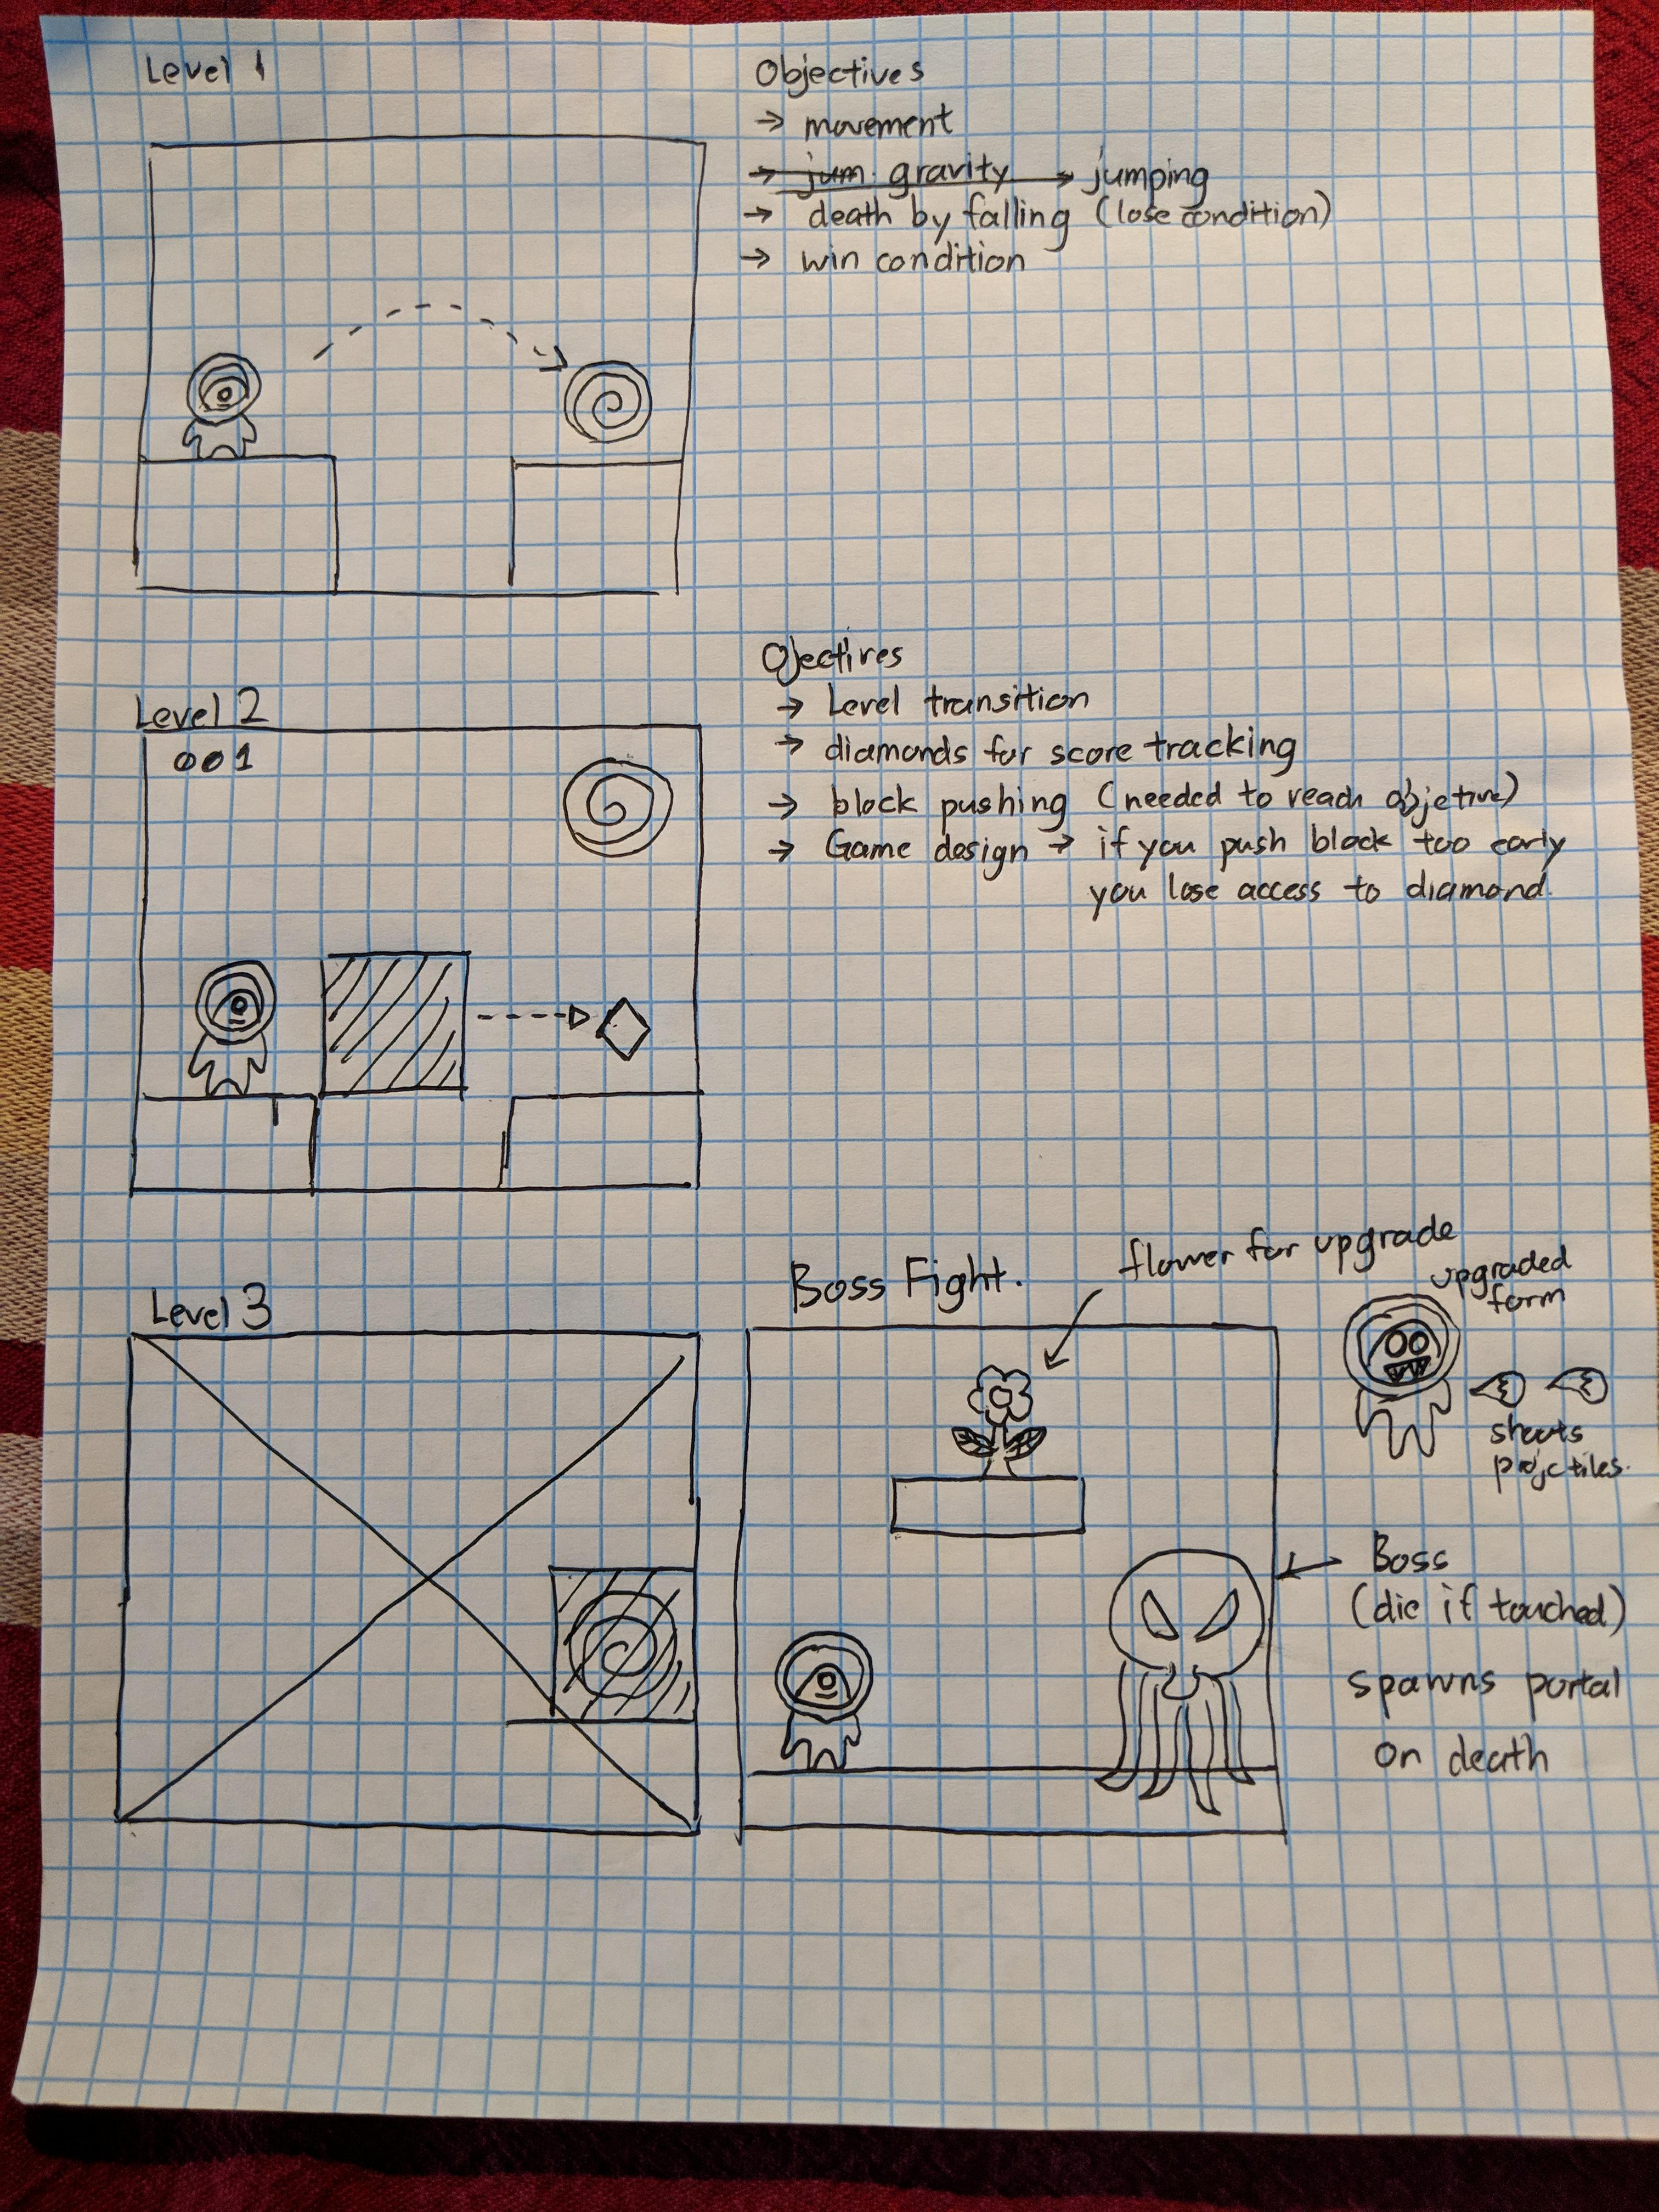 Level 1
Objectives
→ movement
→ jum. gravity → jumping
→ death by falling (lose condition)
→ win condition
Level 2
001
Ojectives
→ Level transition
→ diamonds for score tracking
→ block pushing (needed to reach objetive)
→ Game design → if you push block too early
you lose access to diamond.
Level 3
Boss Fight.
flower for upgrade
upgraded
form
shoots
projctiles.
Boss
(die if touched)
spawns portal
on death